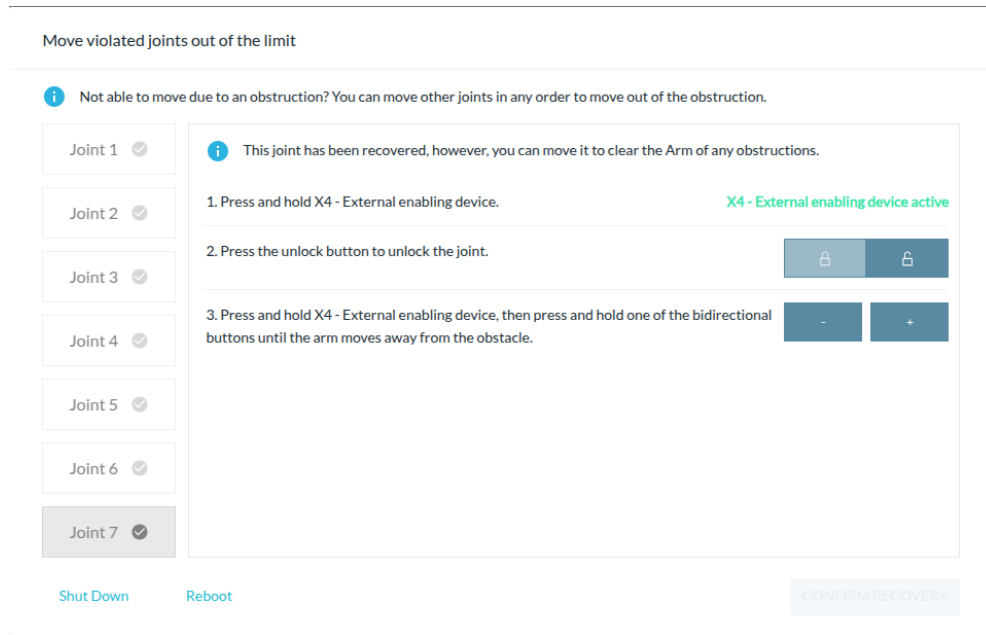 Move violated joints out of the limit
Not able to move due to an obstruction? You can move other joints in any order to move out of the obstruction.
Joint 1
Joint 2
Joint 3
Joint 4
Joint 5
Joint 6
Joint 7
This joint has been recovered, however, you can move it to clear the Arm of any obstructions.
1. Press and hold X4 - External enabling device.
X4 - External enabling device active
2. Press the unlock button to unlock the joint.
3. Press and hold X4 - External enabling device, then press and hold one of the bidirectional
buttons until the arm moves away from the obstacle.
-
+
Shut Down
Reboot
CONFIRM RECOVERY